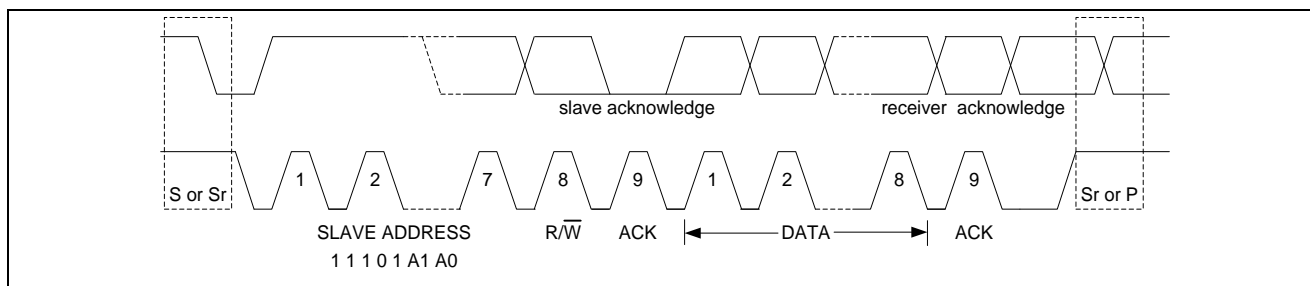 slave acknowledge receiver acknowledge
S or Sr 1 2 7 8 9 1 2 8 9 Sr or P
SLAVE ADDRESS R/W̅ ACK DATA ACK
1 1 1 0 1 A1 A0